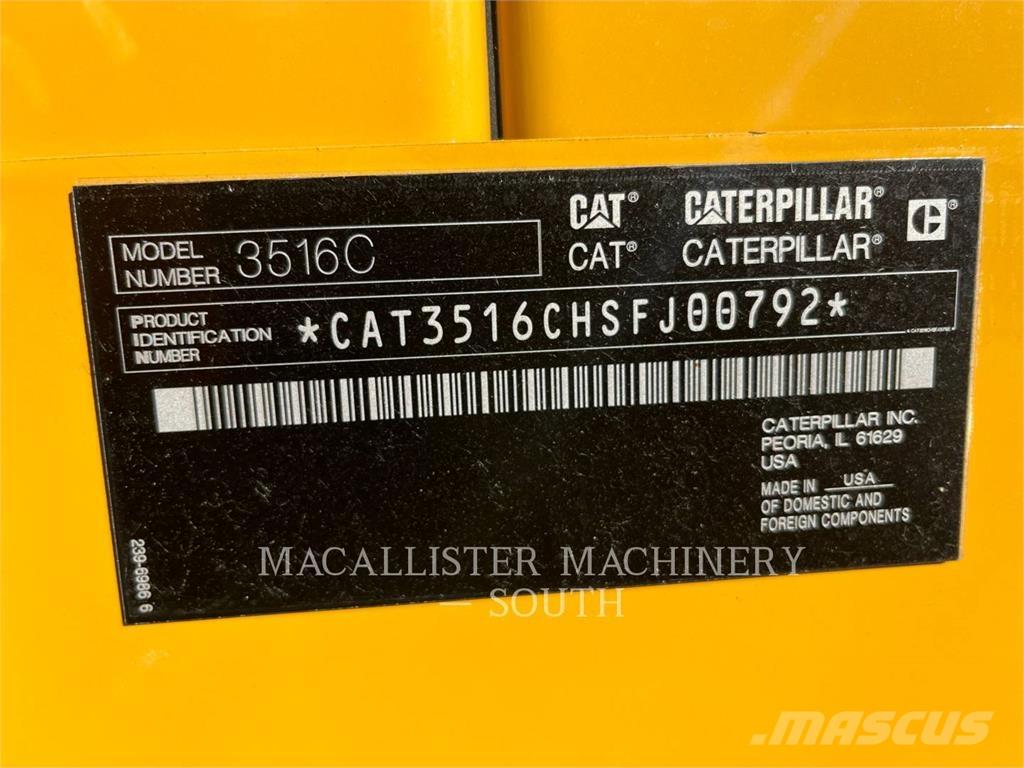 CAT® CATERPILLAR®
CAT® CATERPILLAR®
MODEL NUMBER 3516C
PRODUCT IDENTIFICATION NUMBER *CAT3516CHSFJ00792*
CATERPILLAR INC.
PEORIA, IL 61629
USA
MADE IN USA
OF DOMESTIC AND
FOREIGN COMPONENTS
239-6986 6
MACALLISTER MACHINERY
– SOUTH
MASCUS